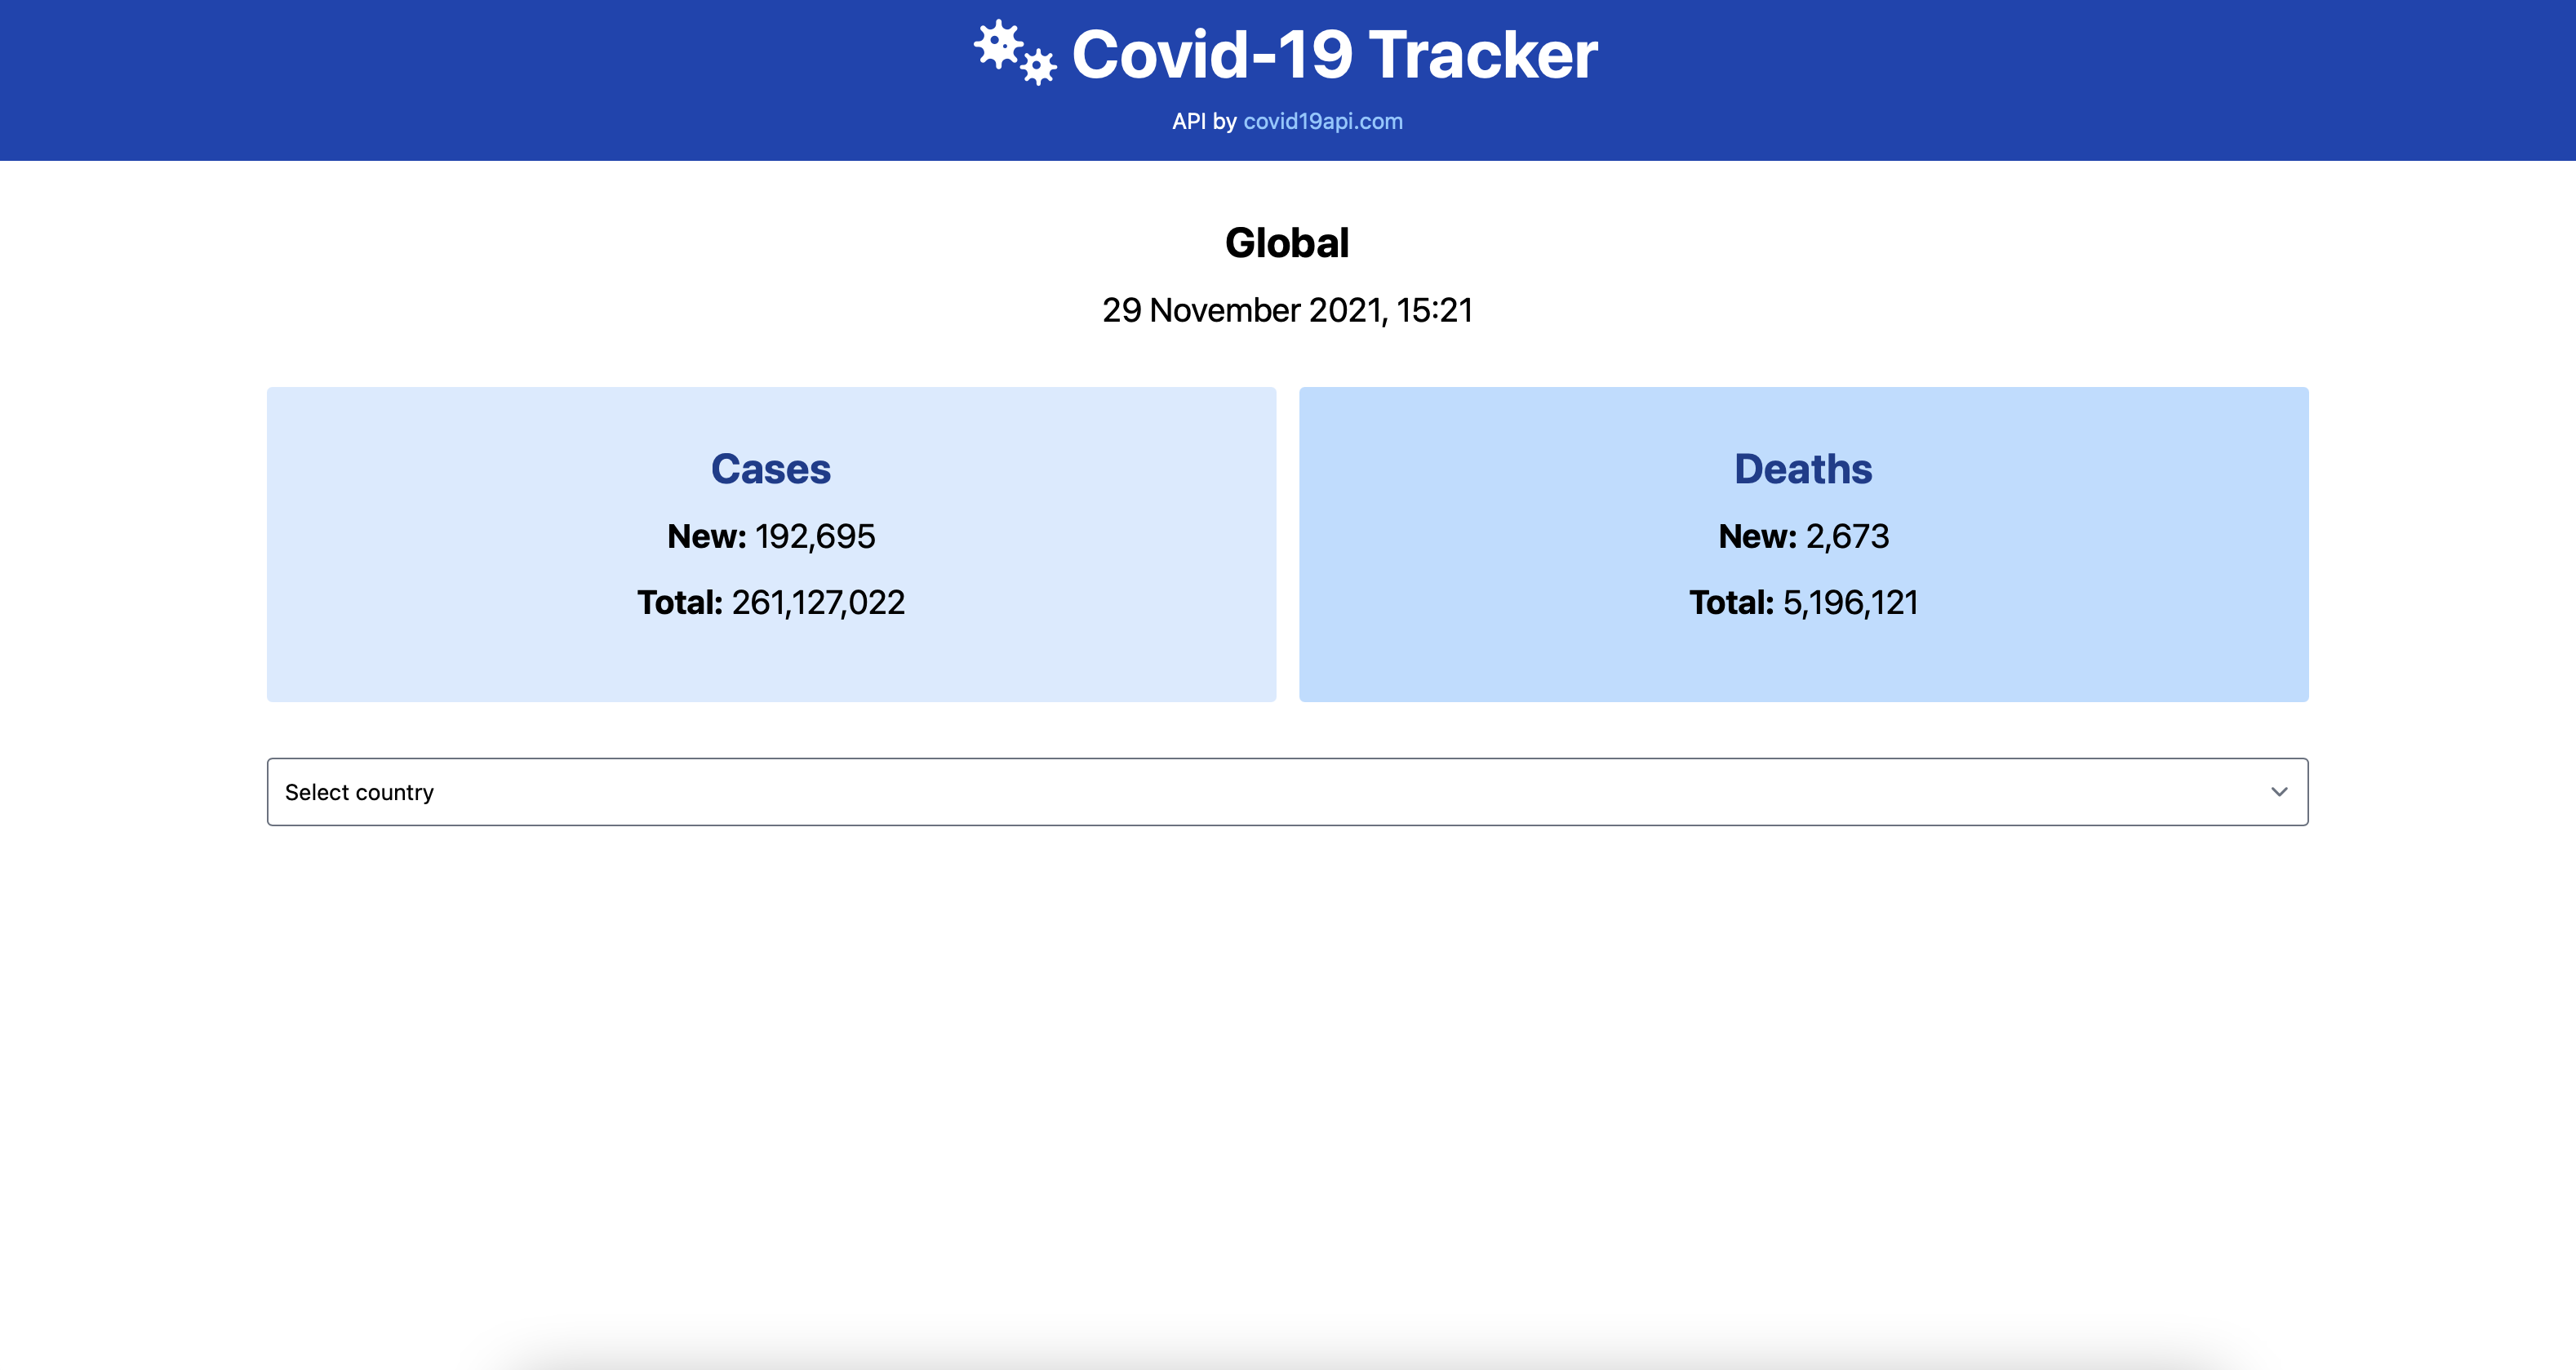 Covid-19 Tracker
API by covid19api.com
Global
29 November 2021, 15:21
Cases
New: 192,695
Total: 261,127,022
Deaths
New: 2,673
Total: 5,196,121
Select country